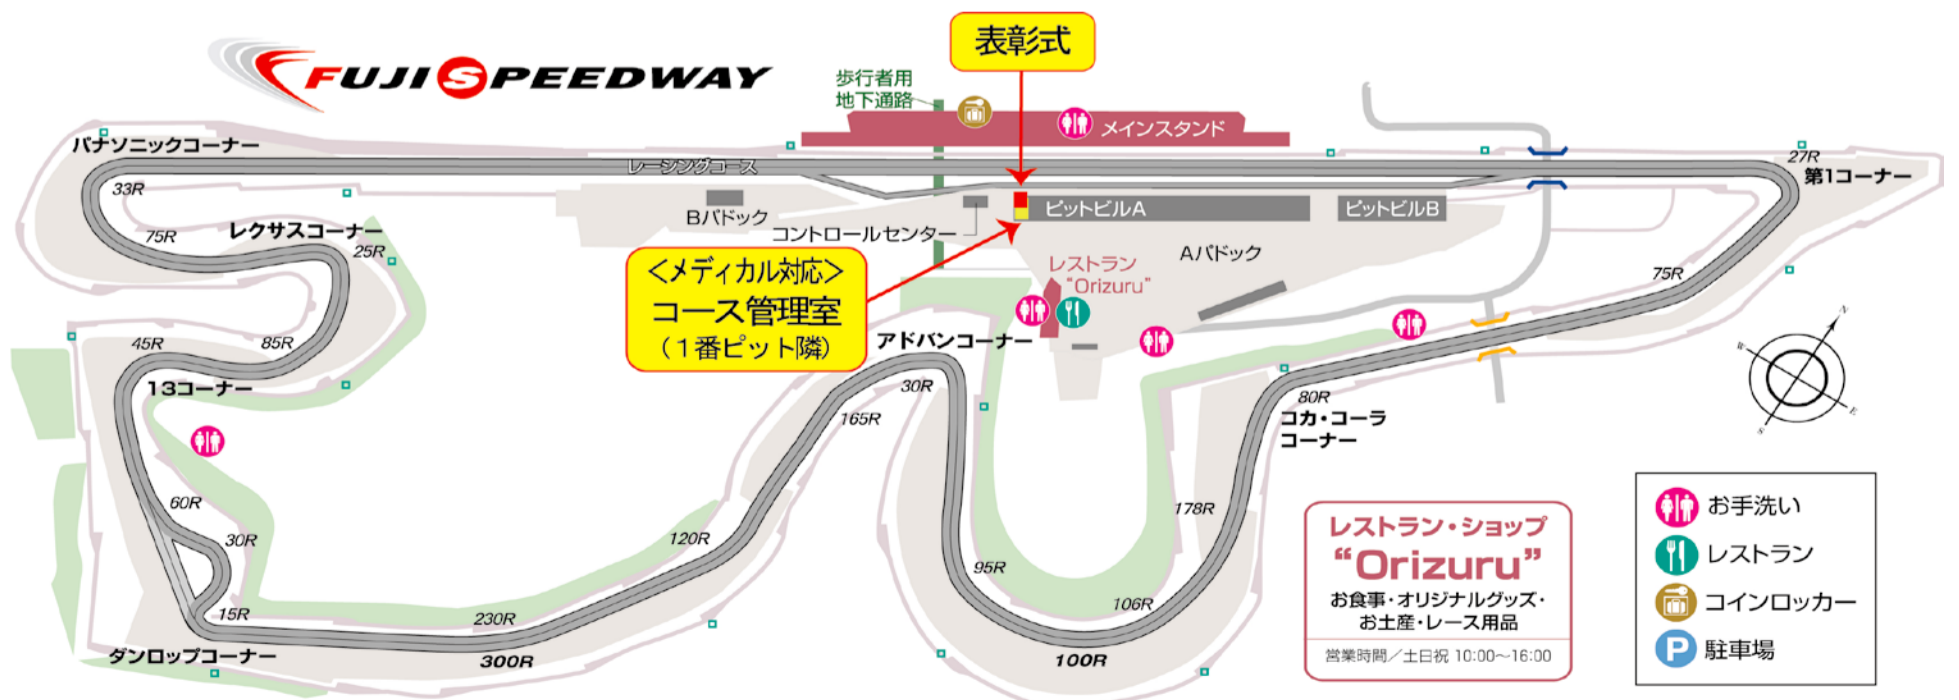 FUJI SPEEDWAY
表彰式
歩行者用
地下通路
メインスタンド
パナソニックコーナー
レーシングコース
27R
第1コーナー
33R
Bパドック
コントロールセンター
ピットビルA
ピットビルB
75R
レクサスコーナー
25R
<メディカル対応>
コース管理室
(1番ピット隣)
Aパドック
レストラン
"Orizuru"
75R
45R
85R
アドバンコーナー
13コーナー
30R
165R
80R
コカ・コーラ
コーナー
N
W
E
S
60R
30R
120R
178R
95R
15R
230R
106R
ダンロップコーナー
300R
100R
レストラン・ショップ
"Orizuru"
お食事・オリジナルグッズ・
お土産・レース用品
営業時間/土日祝 10:00~16:00
お手洗い
レストラン
コインロッカー
P 駐車場